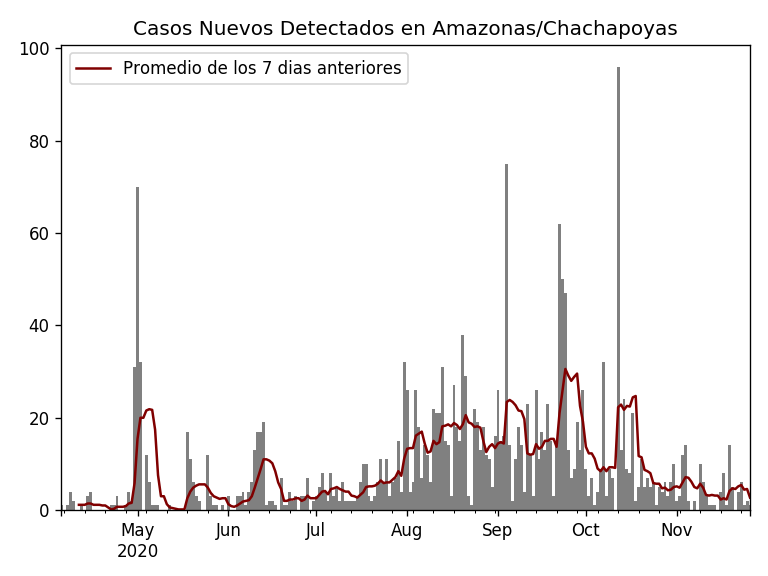 Casos Nuevos Detectados en Amazonas/Chachapoyas
Promedio de los 7 dias anteriores
100
80
60
40
20
0
May Jun Jul Aug Sep Oct Nov
2020